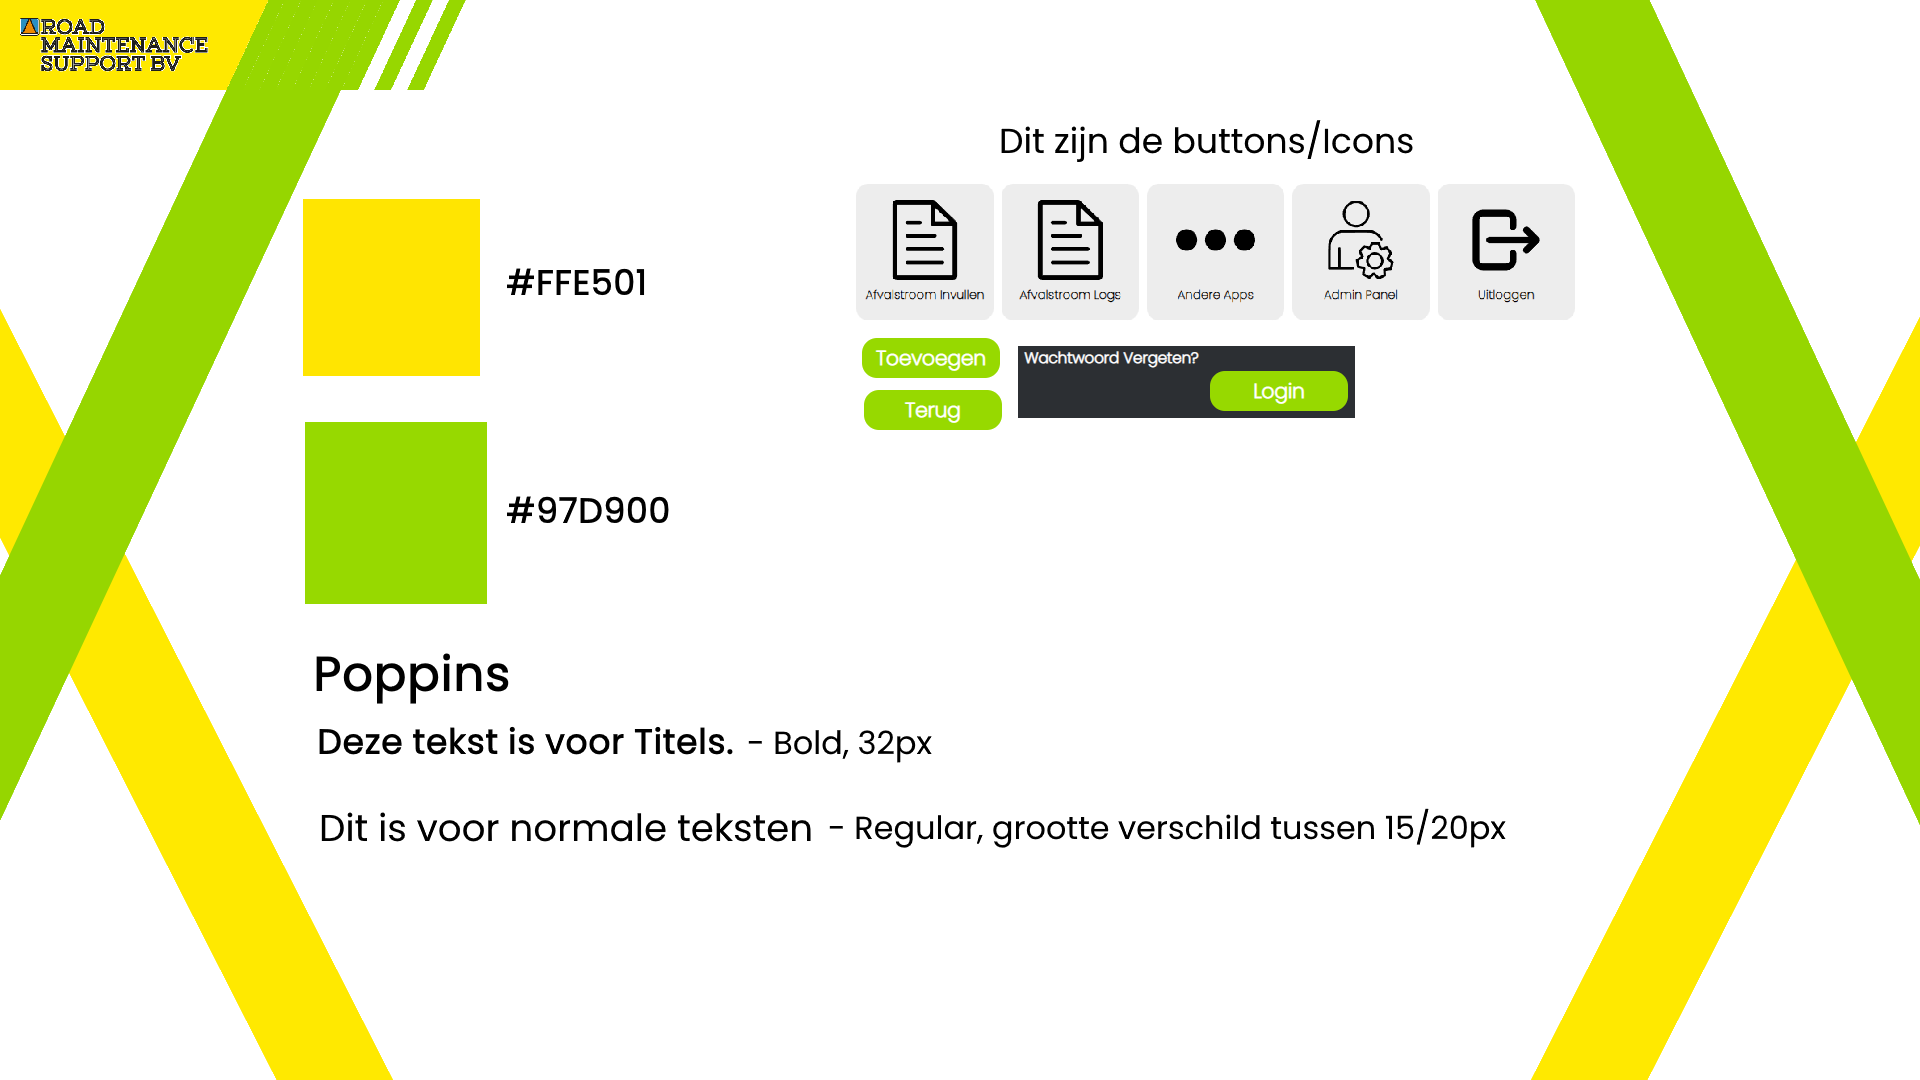 ROAD
MAINTENANCE
SUPPORT BV
Dit zijn de buttons/Icons
Afvalstroom Invullen
Afvalstroom Logs
Andere Apps
Admin Panel
Uitloggen
#FFE501
Toevoegen
Wachtwoord Vergeten?
Login
Terug
#97D900
Poppins
Deze tekst is voor Titels. - Bold, 32px
Dit is voor normale teksten - Regular, grootte verschild tussen 15/20px